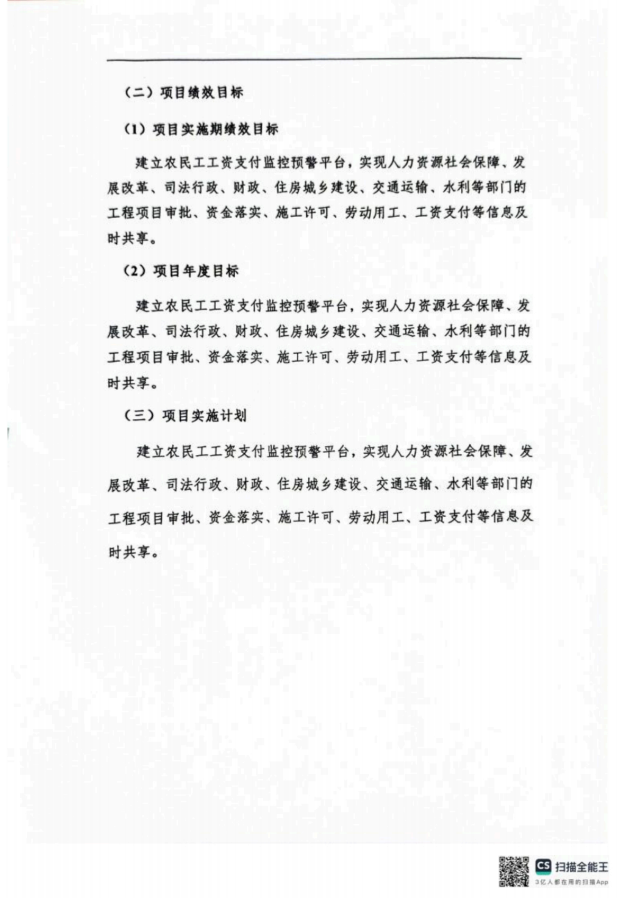 （二）项目绩效目标
（1）项目实施期绩效目标
建立农民工工资支付监控预警平台，实现人力资源社会保障、发
展改革、司法行政、财政、住房城乡建设、交通运输、水利等部门的
工程项目审批、资金落实、施工许可、劳动用工、工资支付等信息及
时共享。
（2）项目年度目标
建立农民工工资支付监控预警平台，实现人力资源社会保障、发
展改革、司法行政、财政、住房城乡建设、交通运输、水利等部门的
工程项目审批、资金落实、施工许可、劳动用工、工资支付等信息及
时共享。
（三）项目实施计划
建立农民工工资支付监控预警平台，实现人力资源社会保障、发
展改革、司法行政、财政、住房城乡建设、交通运输、水利等部门的
工程项目审批、资金落实、施工许可、劳动用工、工资支付等信息及
时共享。
CS 扫描全能王
3亿人都在用的扫描App